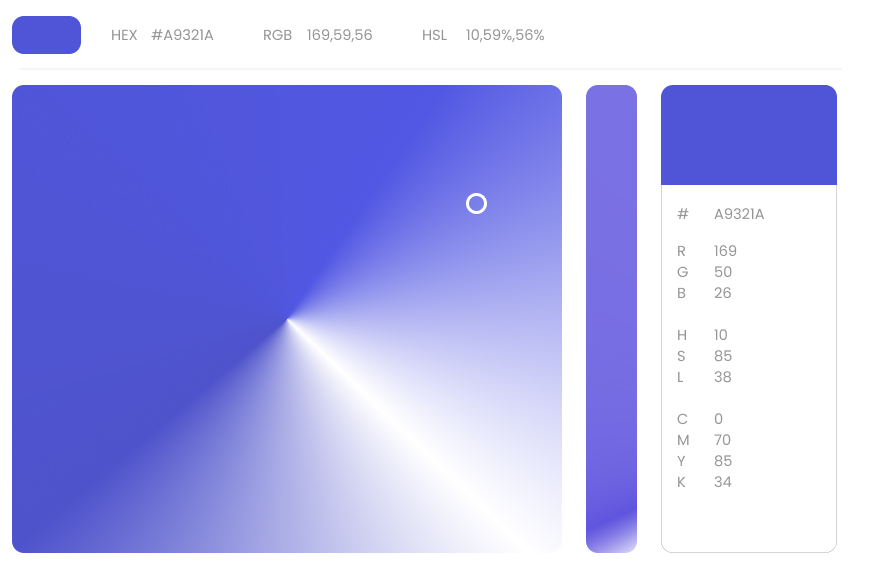 HEX #A9321A RGB 169,59,56 HSL 10,59%,56%
# A9321A
R 169
G 50
B 26
H 10
S 85
L 38
C 0
M 70
Y 85
K 34